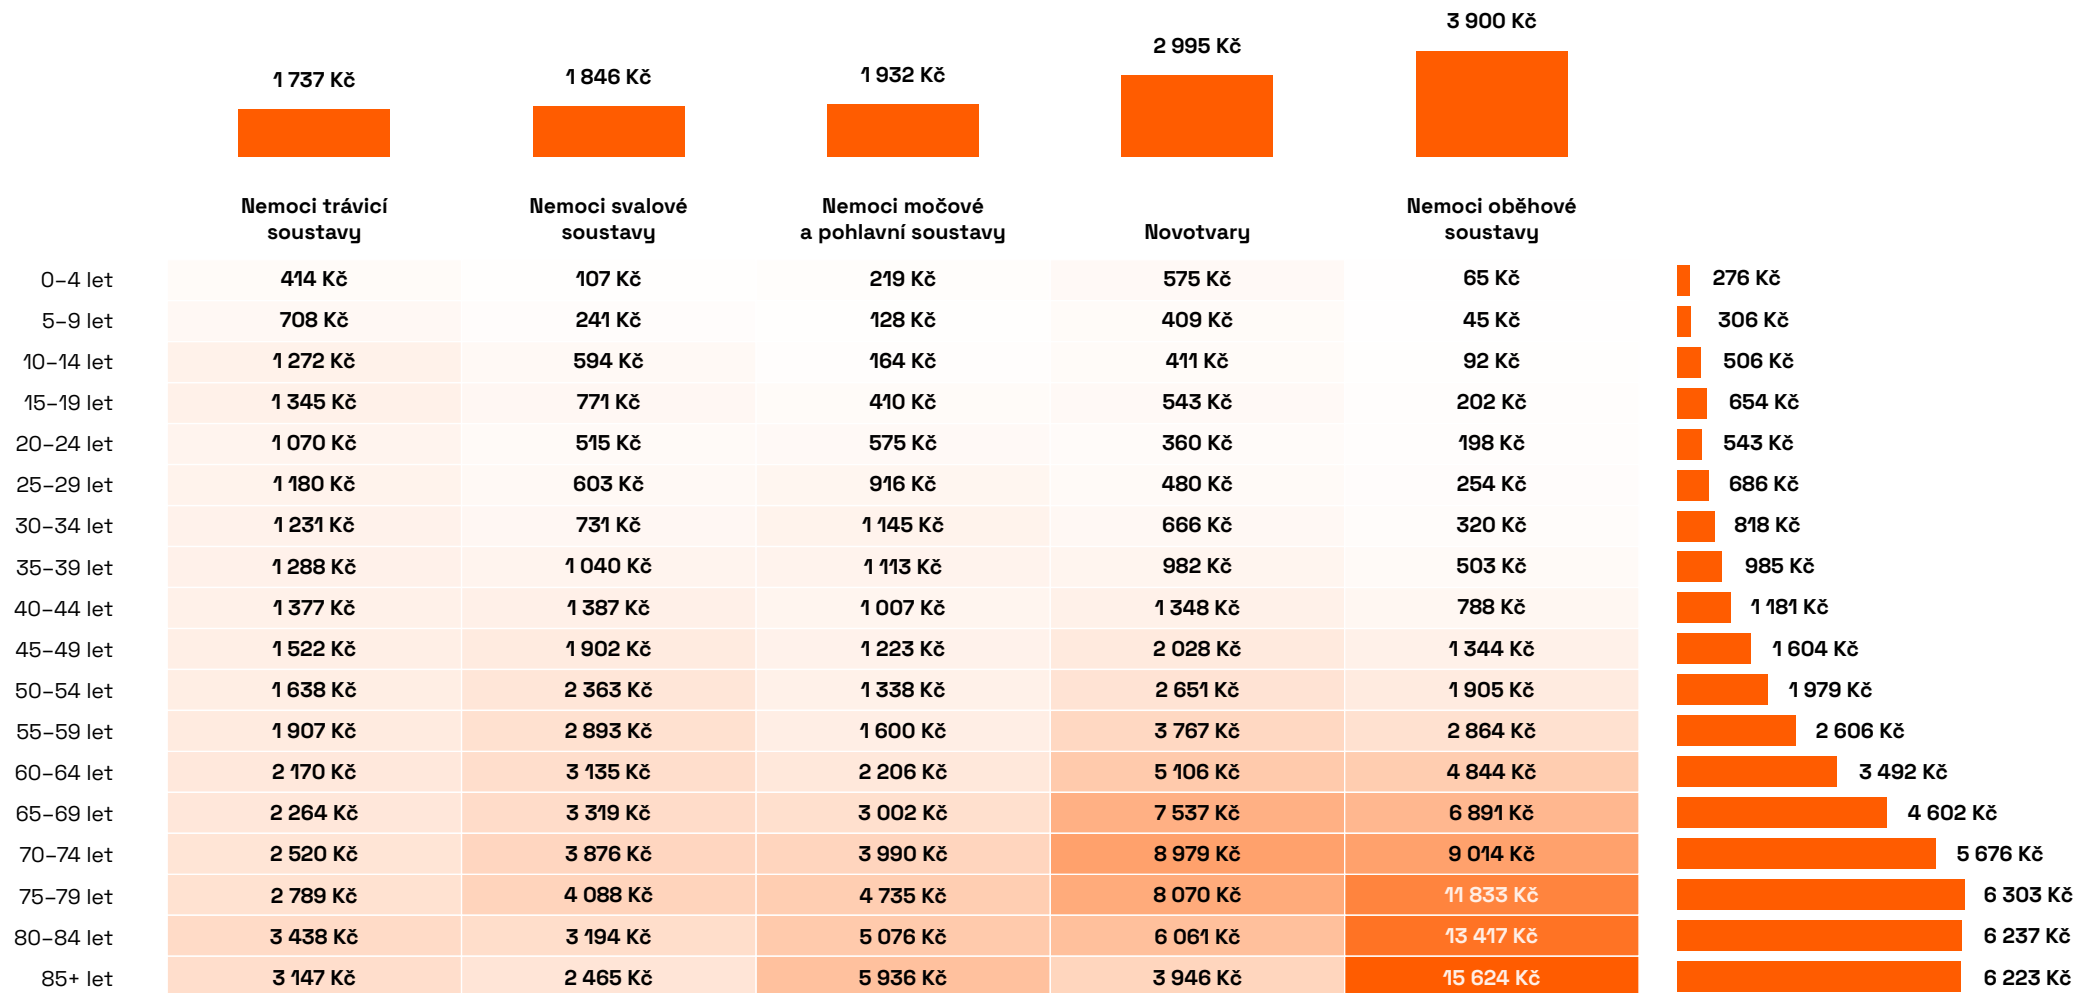 1 737 Kč 1 846 Kč 1 932 Kč 2 995 Kč 3 900 Kč
Nemoci trávicí soustavy
Nemoci svalové soustavy
Nemoci močové a pohlavní soustavy
Novotvary
Nemoci oběhové soustavy
0–4 let 414 Kč 107 Kč 219 Kč 575 Kč 65 Kč 276 Kč
5–9 let 708 Kč 241 Kč 128 Kč 409 Kč 45 Kč 306 Kč
10–14 let 1 272 Kč 594 Kč 164 Kč 411 Kč 92 Kč 506 Kč
15–19 let 1 345 Kč 771 Kč 410 Kč 543 Kč 202 Kč 654 Kč
20–24 let 1 070 Kč 515 Kč 575 Kč 360 Kč 198 Kč 543 Kč
25–29 let 1 180 Kč 603 Kč 916 Kč 480 Kč 254 Kč 686 Kč
30–34 let 1 231 Kč 731 Kč 1 145 Kč 666 Kč 320 Kč 818 Kč
35–39 let 1 288 Kč 1 040 Kč 1 113 Kč 982 Kč 503 Kč 985 Kč
40–44 let 1 377 Kč 1 387 Kč 1 007 Kč 1 348 Kč 788 Kč 1 181 Kč
45–49 let 1 522 Kč 1 902 Kč 1 223 Kč 2 028 Kč 1 344 Kč 1 604 Kč
50–54 let 1 638 Kč 2 363 Kč 1 338 Kč 2 651 Kč 1 905 Kč 1 979 Kč
55–59 let 1 907 Kč 2 893 Kč 1 600 Kč 3 767 Kč 2 864 Kč 2 606 Kč
60–64 let 2 170 Kč 3 135 Kč 2 206 Kč 5 106 Kč 4 844 Kč 3 492 Kč
65–69 let 2 264 Kč 3 319 Kč 3 002 Kč 7 537 Kč 6 891 Kč 4 602 Kč
70–74 let 2 520 Kč 3 876 Kč 3 990 Kč 8 979 Kč 9 014 Kč 5 676 Kč
75–79 let 2 789 Kč 4 088 Kč 4 735 Kč 8 070 Kč 11 833 Kč 6 303 Kč
80–84 let 3 438 Kč 3 194 Kč 5 076 Kč 6 061 Kč 13 417 Kč 6 237 Kč
85+ let 3 147 Kč 2 465 Kč 5 936 Kč 3 946 Kč 15 624 Kč 6 223 Kč